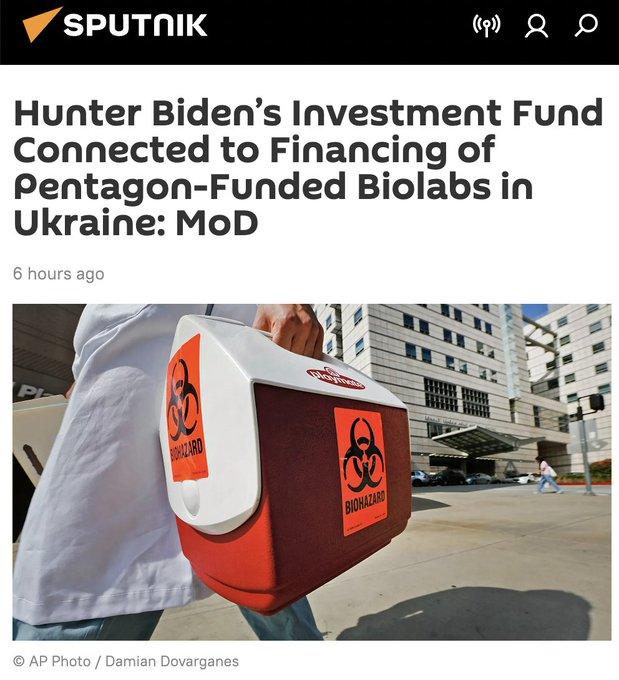 SPUTNIK
Hunter Biden's Investment Fund
Connected to Financing of
Pentagon-Funded Biolabs in
Ukraine: MoD
6 hours ago
playmate
BIOHAZARD
BIOHAZARD
© AP Photo / Damian Dovarganes